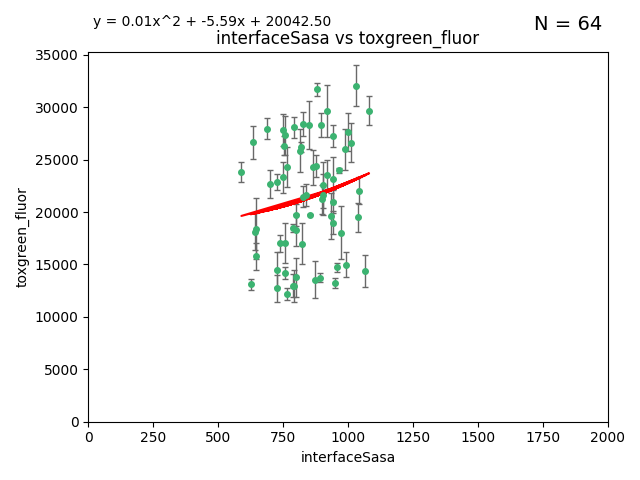 y = 0.01x^2 + -5.59x + 20042.50
N = 64
interfaceSasa vs toxgreen_fluor
35000
30000
25000
20000
15000
10000
5000
0
toxgreen_fluor
0 250 500 750 1000 1250 1500 1750 2000
interfaceSasa